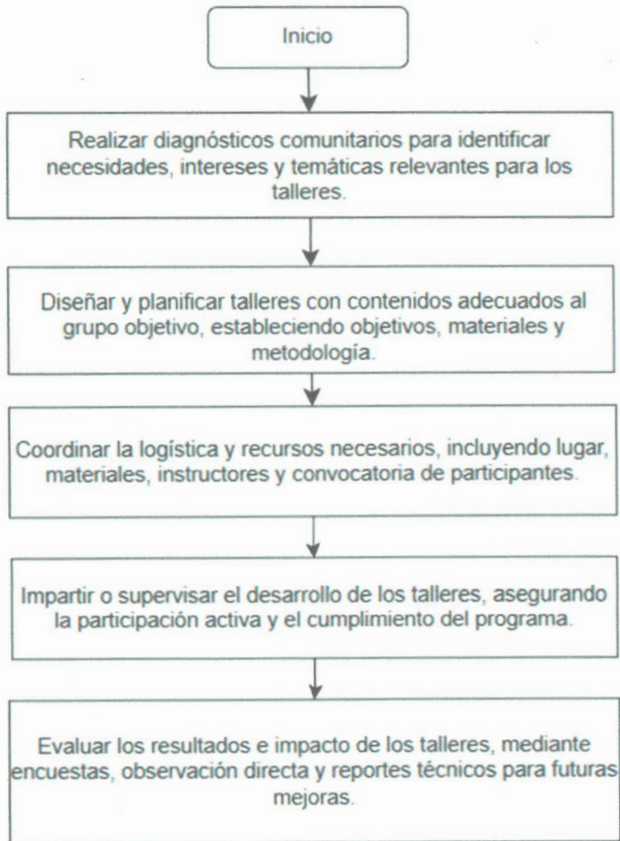 Inicio
Realizar diagnósticos comunitarios para identificar
necesidades, intereses y temáticas relevantes para los
talleres.
Diseñar y planificar talleres con contenidos adecuados al
grupo objetivo, estableciendo objetivos, materiales y
metodología.
Coordinar la logística y recursos necesarios, incluyendo lugar,
materiales, instructores y convocatoria de participantes.
Impartir o supervisar el desarrollo de los talleres, asegurando
la participación activa y el cumplimiento del programa.
Evaluar los resultados e impacto de los talleres, mediante
encuestas, observación directa y reportes técnicos para futuras
mejoras.